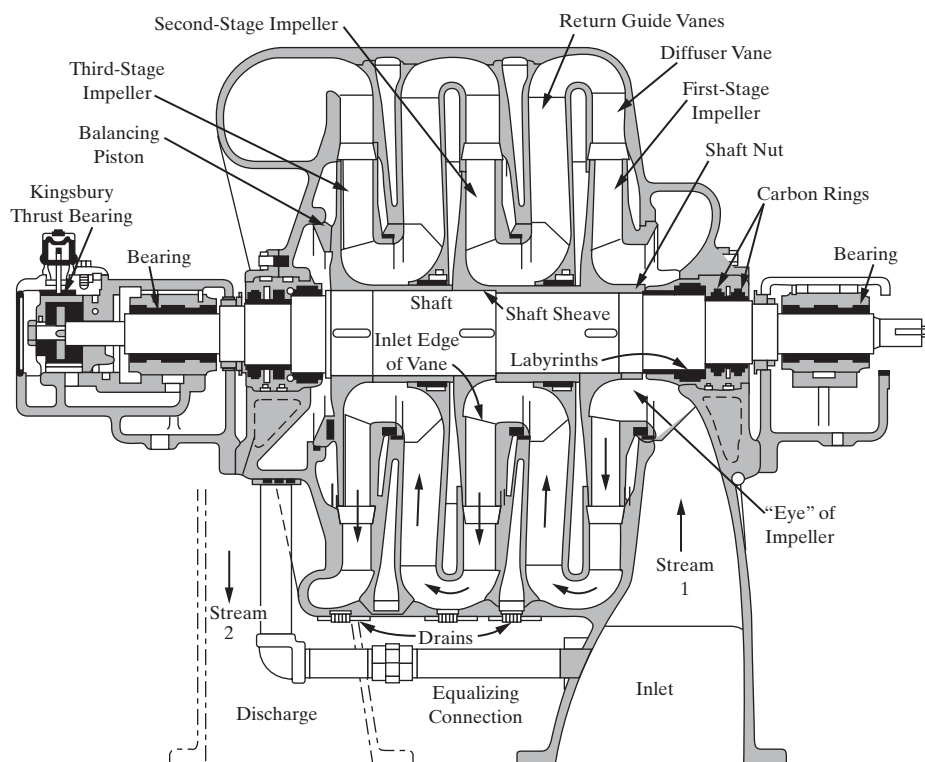 Second-Stage Impeller
Return Guide Vanes
Diffuser Vane
Third-Stage
Impeller
First-Stage
Impeller
Balancing
Piston
Shaft Nut
Kingsbury
Thrust Bearing
Carbon Rings
Bearing
Bearing
Shaft
Shaft Sheave
Inlet Edge
of Vane
Labyrinths
"Eye" of
Impeller
Stream
1
Stream
2
Drains
Equalizing
Connection
Inlet
Discharge